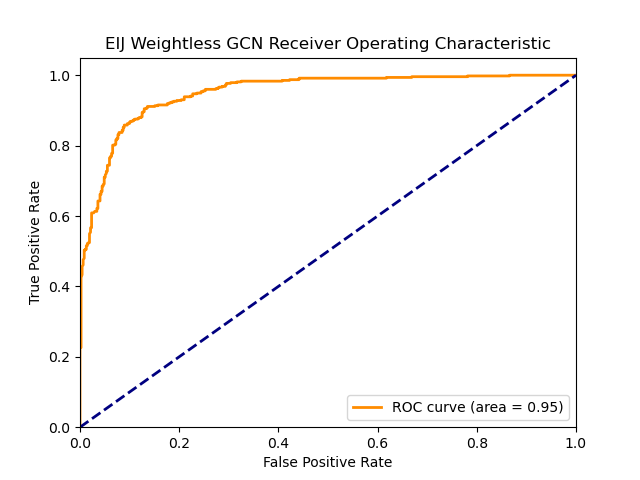 EIJ Weightless GCN Receiver Operating Characteristic
True Positive Rate
1.0
0.8
0.6
0.4
0.2
0.0
ROC curve (area = 0.95)
0.0 0.2 0.4 0.6 0.8 1.0
False Positive Rate